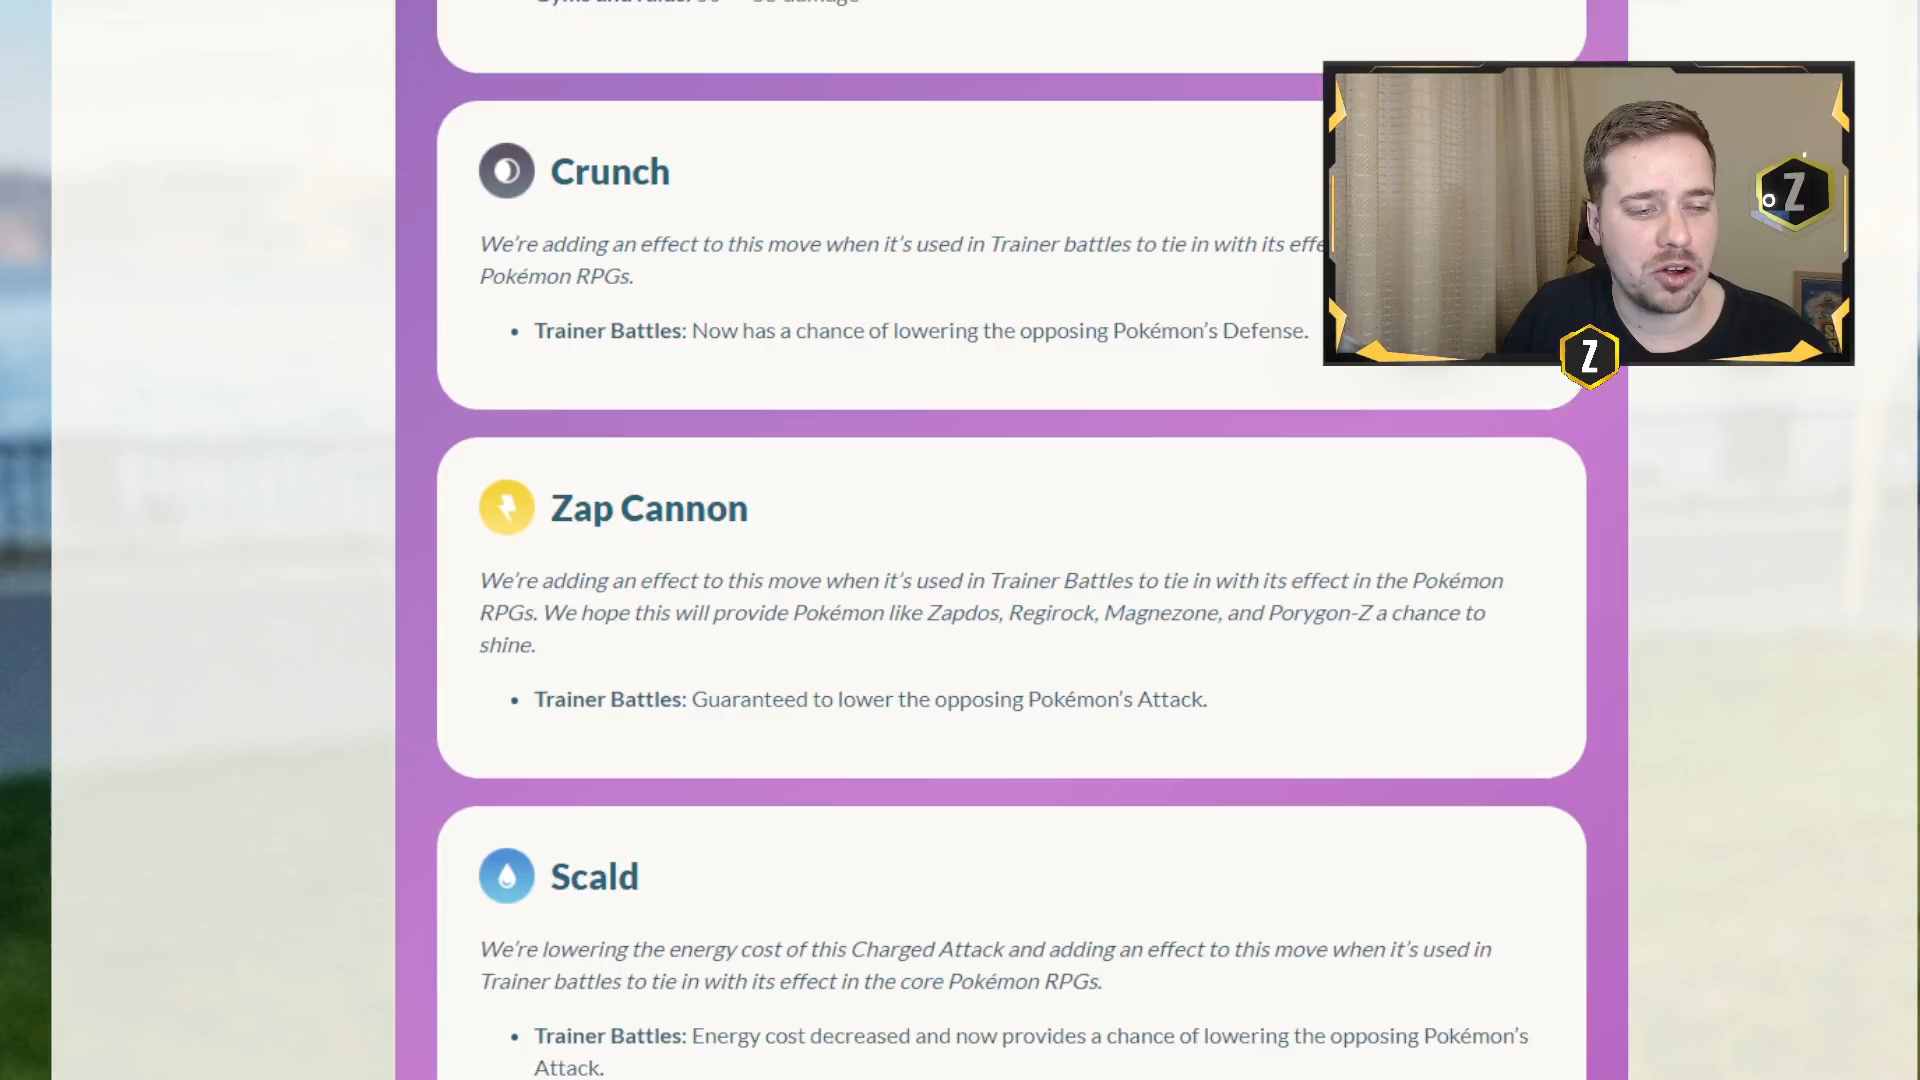 Crunch
We're adding an effect to this move when it's used in Trainer battles to tie in with its effe
Pokémon RPGs.
• Trainer Battles: Now has a chance of lowering the opposing Pokémon's Defense.
Z
Z
Zap Cannon
We're adding an effect to this move when it's used in Trainer Battles to tie in with its effect in the Pokémon
RPGs. We hope this will provide Pokémon like Zapdos, Regirock, Magnezone, and Porygon-Z a chance to
shine.
• Trainer Battles: Guaranteed to lower the opposing Pokémon's Attack.
Scald
We're lowering the energy cost of this Charged Attack and adding an effect to this move when it's used in
Trainer battles to tie in with its effect in the core Pokémon RPGs.
• Trainer Battles: Energy cost decreased and now provides a chance of lowering the opposing Pokémon's
Attack.